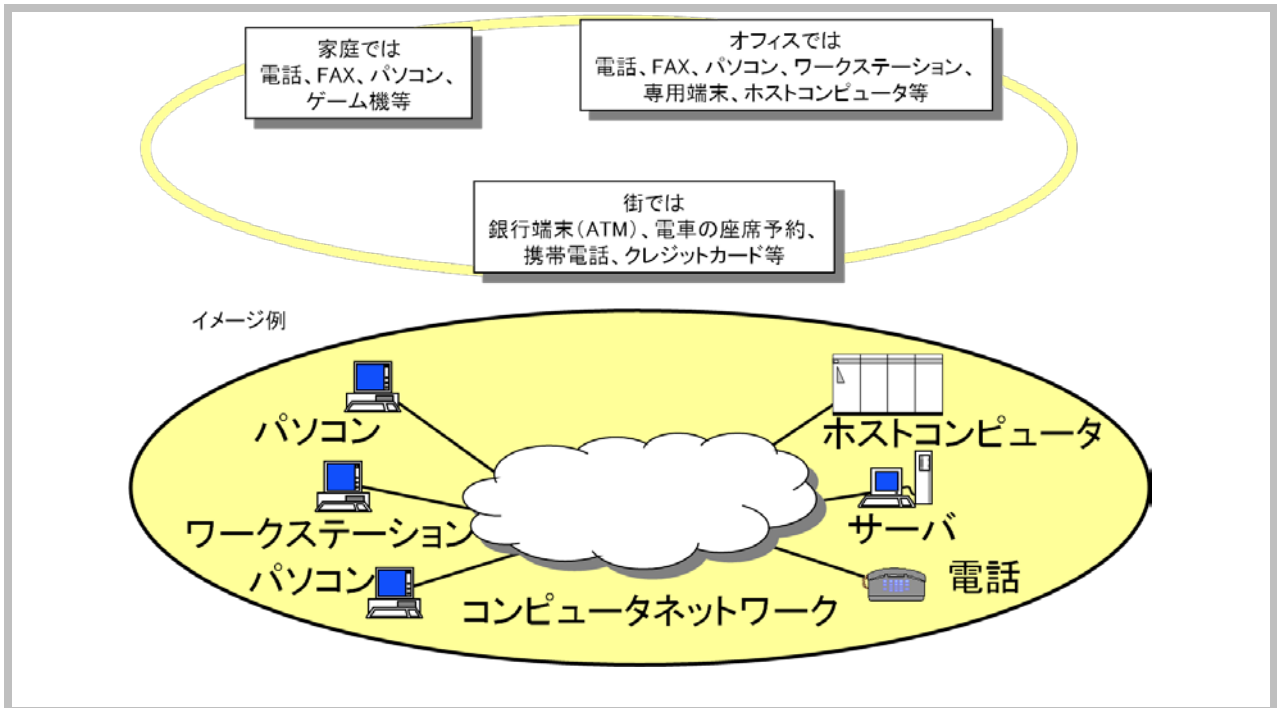 家庭では
電話、FAX、パソコン、
ゲーム機等
オフィスでは
電話、FAX、パソコン、ワークステーション、
専用端末、ホストコンピュータ等
街では
銀行端末(ATM)、電車の座席予約、
携帯電話、クレジットカード等
イメージ例
パソコン
ホストコンピュータ
ワークステーション
サーバ
パソコン
電話
コンピュータネットワーク